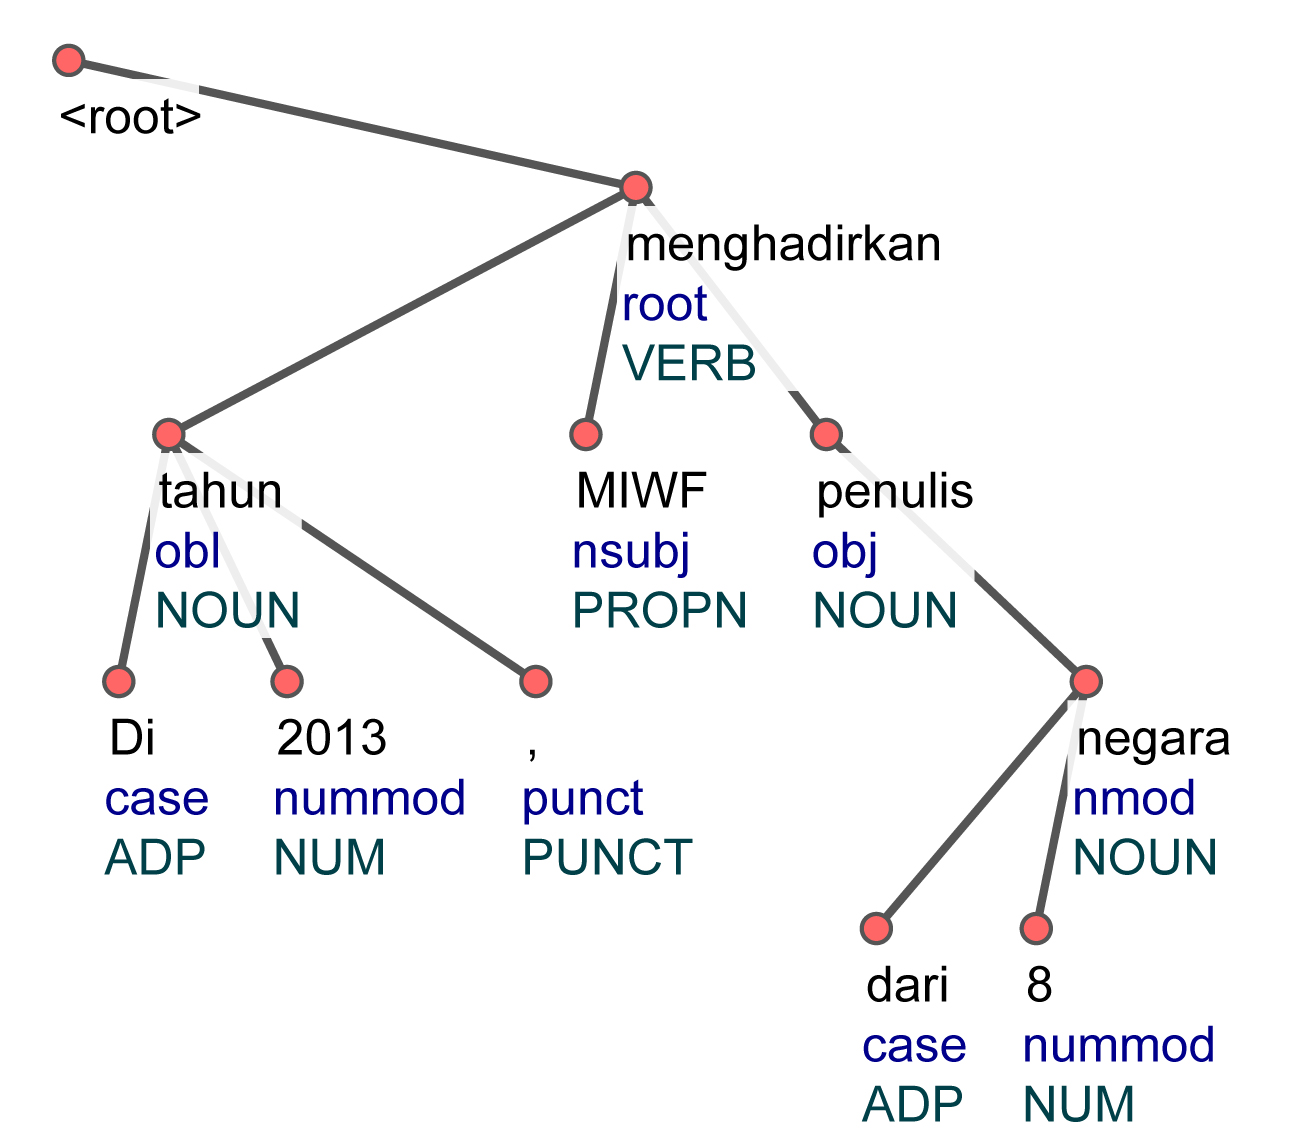 <root>
menghadirkan
root
VERB
tahun
obl
NOUN
MIWF
nsubj
PROPN
penulis
obj
NOUN
Di
case
ADP
2013
nummod
NUM
,
punct
PUNCT
negara
nmod
NOUN
dari
case
ADP
8
nummod
NUM